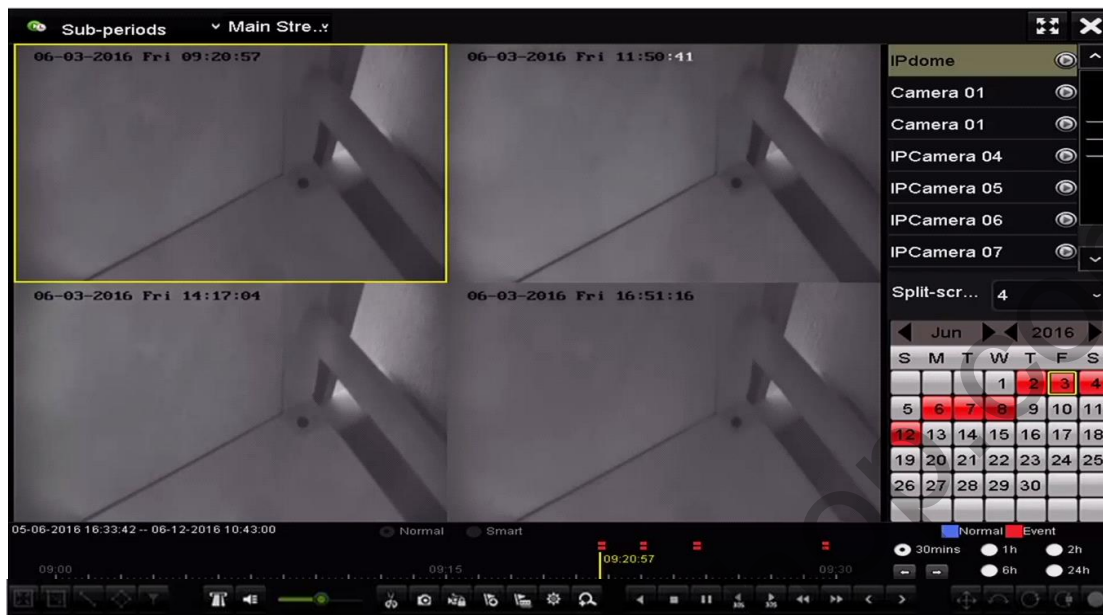 Sub-periods Main Stre...
06-03-2016 Fri 09:20:57
06-03-2016 Fri 11:50:41
06-03-2016 Fri 14:17:04
06-03-2016 Fri 16:51:16
IPdome
Camera 01
Camera 01
IPCamera 04
IPCamera 05
IPCamera 06
IPCamera 07
Split-scr... 4
Jun 2016
S M T W T F S
1 2 3 4
5 6 7 8 9 10 11
12 13 14 15 16 17 18
19 20 21 22 23 24 25
26 27 28 29 30
Normal Event
05-06-2016 16:33:42 -- 06-12-2016 10:43:00
Normal Smart
09:20:57
09:00 09:15 09:30
30mins 1h 2h
6h 24h
30s 30s